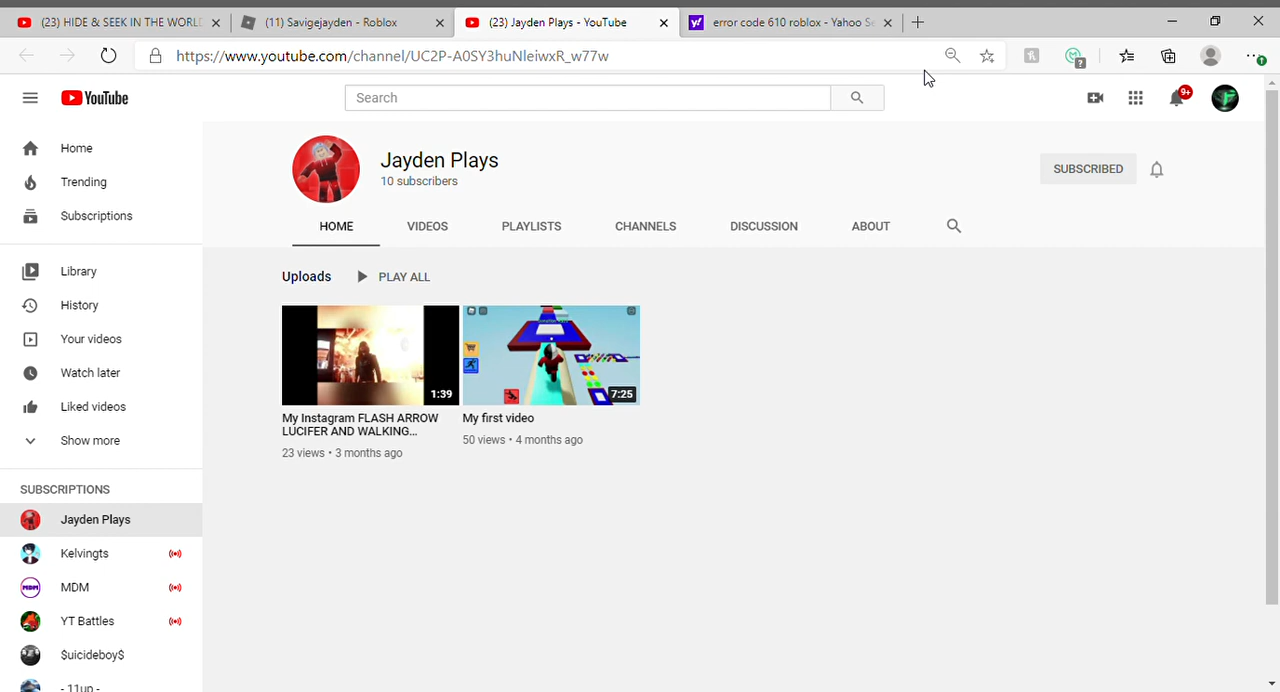 (23) HIDE & SEEK IN THE WORLD
(11) Savigejayden - Roblox
(23) Jayden Plays - YouTube
error code 610 roblox - Yahoo Se
https://www.youtube.com/channel/UC2P-A0SY3huNleiwxR_w77w
YouTube
Search
9+
Home
Trending
Subscriptions
Library
History
Your videos
Watch later
Liked videos
Show more
SUBSCRIPTIONS
Jayden Plays
Kelvingts
MDM
MDM
YT Battles
$uicideboy$
- 11up -
Jayden Plays
10 subscribers
SUBSCRIBED
HOME
VIDEOS
PLAYLISTS
CHANNELS
DISCUSSION
ABOUT
Uploads
PLAY ALL
1:39
My Instagram FLASH ARROW
LUCIFER AND WALKING...
23 views • 3 months ago
7:25
My first video
50 views • 4 months ago